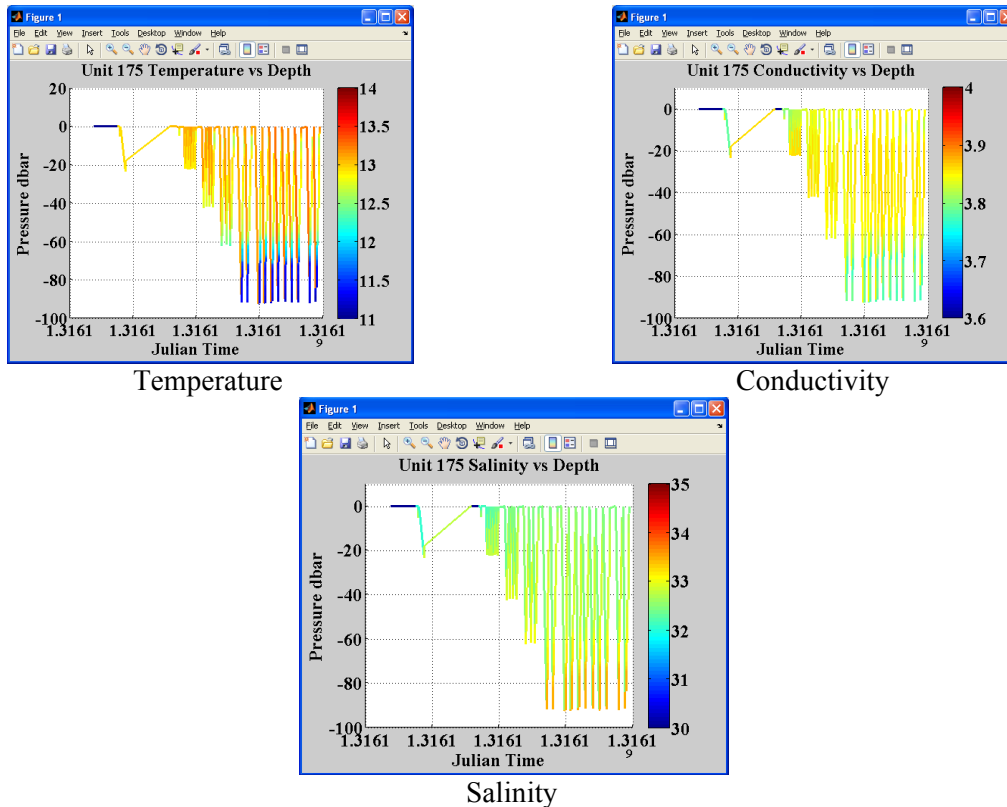 Figure 1
File Edit View Insert Tools Desktop Window Help
Unit 175 Temperature vs Depth
20
0
-20
-40
-60
-80
-100
Pressure dbar
1.3161 1.3161 1.3161 1.3161 1.3161
9
Julian Time
14
13.5
13
12.5
12
11.5
11
Temperature
Figure 1
File Edit View Insert Tools Desktop Window Help
Unit 175 Conductivity vs Depth
0
-20
-40
-60
-80
-100
Pressure dbar
1.3161 1.3161 1.3161 1.3161 1.3161
9
Julian Time
4
3.9
3.8
3.7
3.6
Conductivity
Figure 1
File Edit View Insert Tools Desktop Window Help
Unit 175 Salinity vs Depth
0
-20
-40
-60
-80
-100
Pressure dbar
1.3161 1.3161 1.3161 1.3161 1.3161
9
Julian Time
35
34
33
32
31
30
Salinity